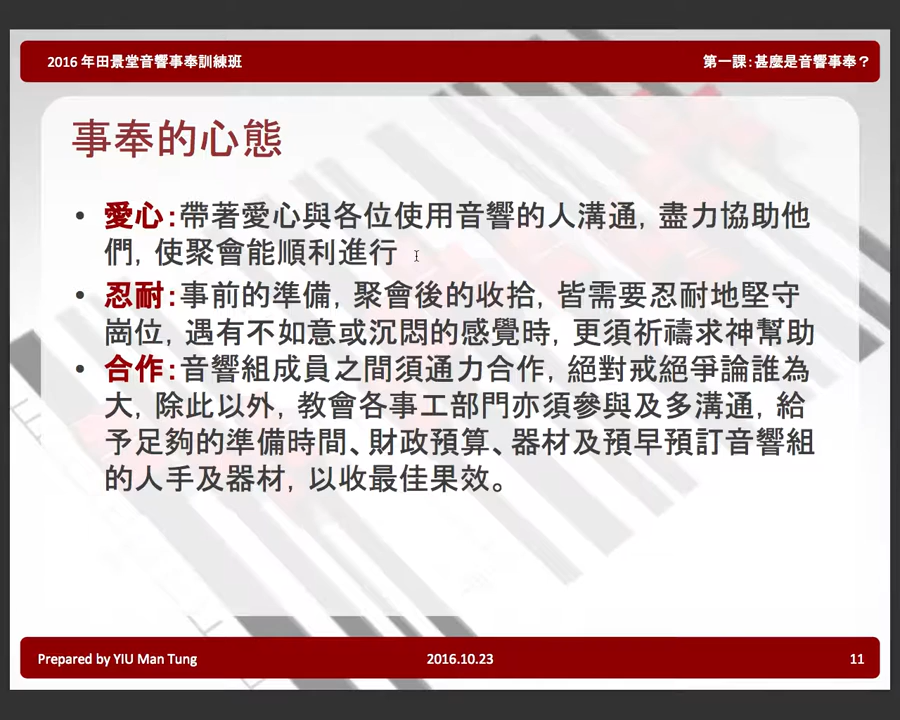 2016 年田景堂音響事奉訓練班
第一課：甚麼是音響事奉？
事奉的心態
• 愛心：帶著愛心與各位使用音響的人溝通，盡力協助他
們，使聚會能順利進行
• 忍耐：事前的準備，聚會後的收拾，皆需要忍耐地堅守
崗位，遇有不如意或沉悶的感覺時，更須祈禱求神幫助
• 合作：音響組成員之間須通力合作，絕對戒絕爭論誰為
大，除此以外，教會各事工部門亦須參與及多溝通，給
予足夠的準備時間、財政預算、器材及預早預訂音響組
的人手及器材，以收最佳果效。
Prepared by YIU Man Tung
2016.10.23
11